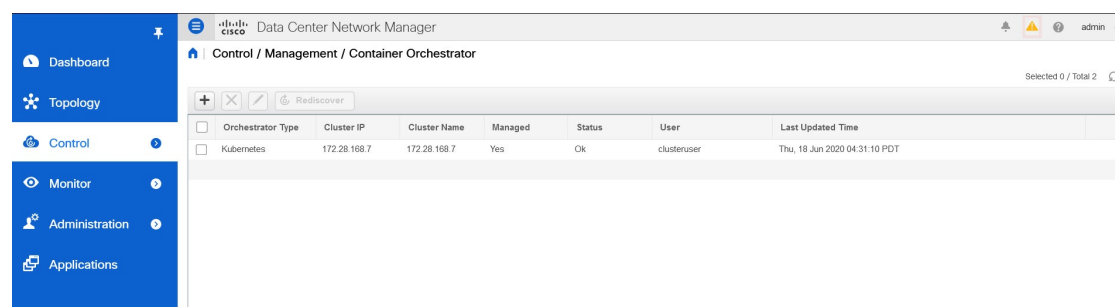 cisco Data Center Network Manager
admin
Control / Management / Container Orchestrator
Selected 0 / Total 2
Dashboard
Topology
Control
Monitor
Administration
Applications
Rediscover
Orchestrator Type Cluster IP Cluster Name Managed Status User Last Updated Time
Kubernetes 172.28.168.7 172.28.168.7 Yes Ok clusteruser Thu, 18 Jun 2020 04:31:10 PDT